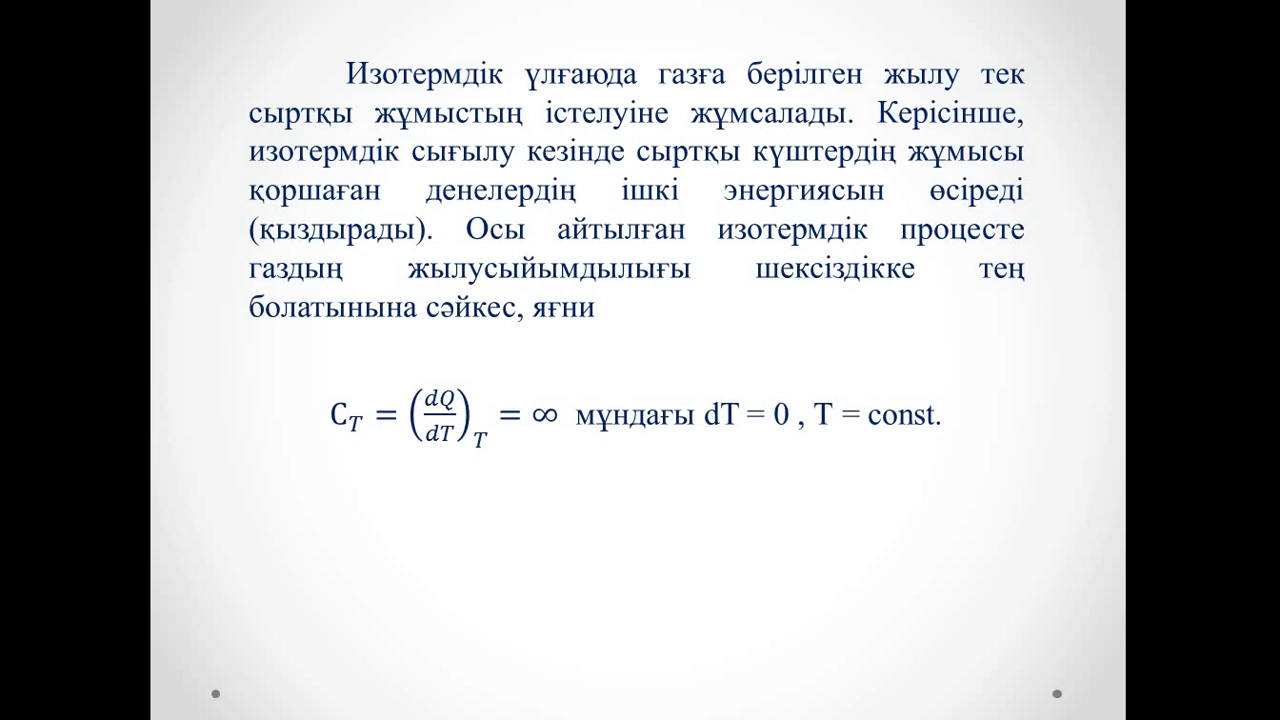 Изотермдік үлғаюда газға берілген жылу тек
сыртқы жұмыстың істелуіне жұмсалады. Керісінше,
изотермдік сығылу кезінде сыртқы күштердің жұмысы
қоршаған денелердің ішкі энергиясын өсіреді
(қыздырады). Осы айтылған изотермдік процесте
газдың жылусыйымдылығы шексіздікке тең
болатынына сәйкес, яғни
C_T = (dQ/dT)_T = ∞ мұндағы dT = 0 , T = const.